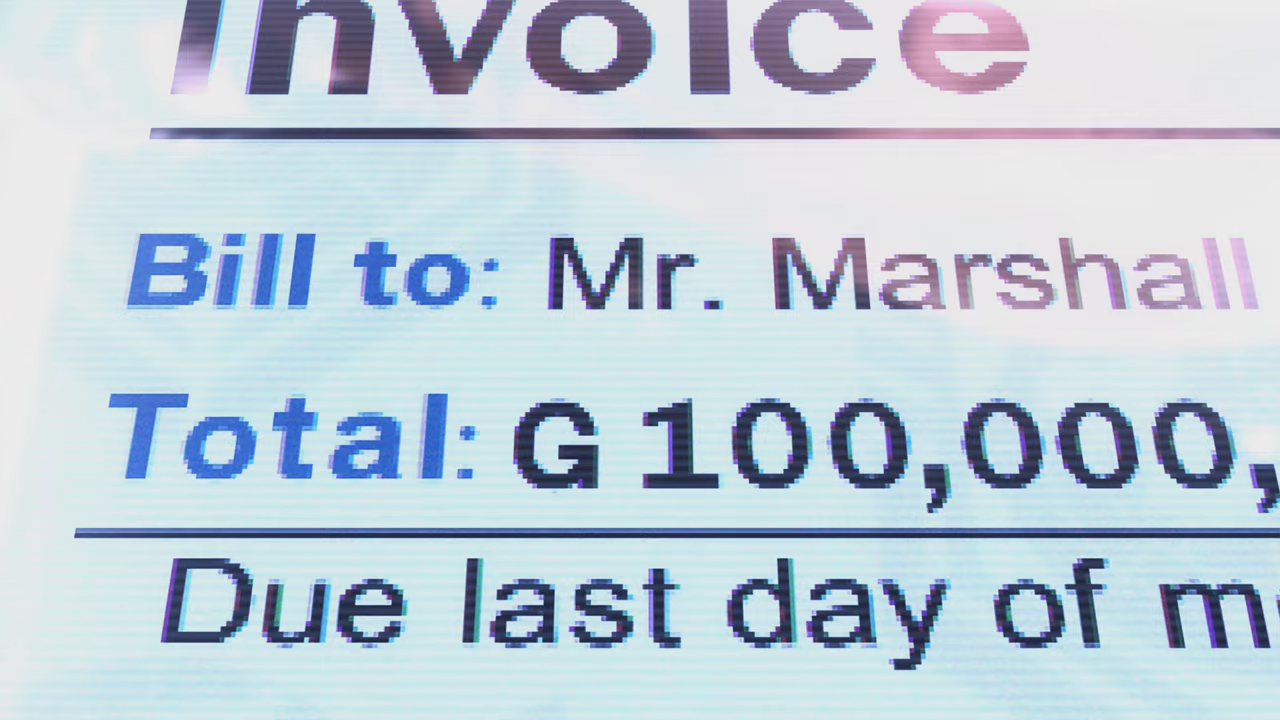 Invoice
Bill to: Mr. Marshall
Total: G 100,000,
Due last day of